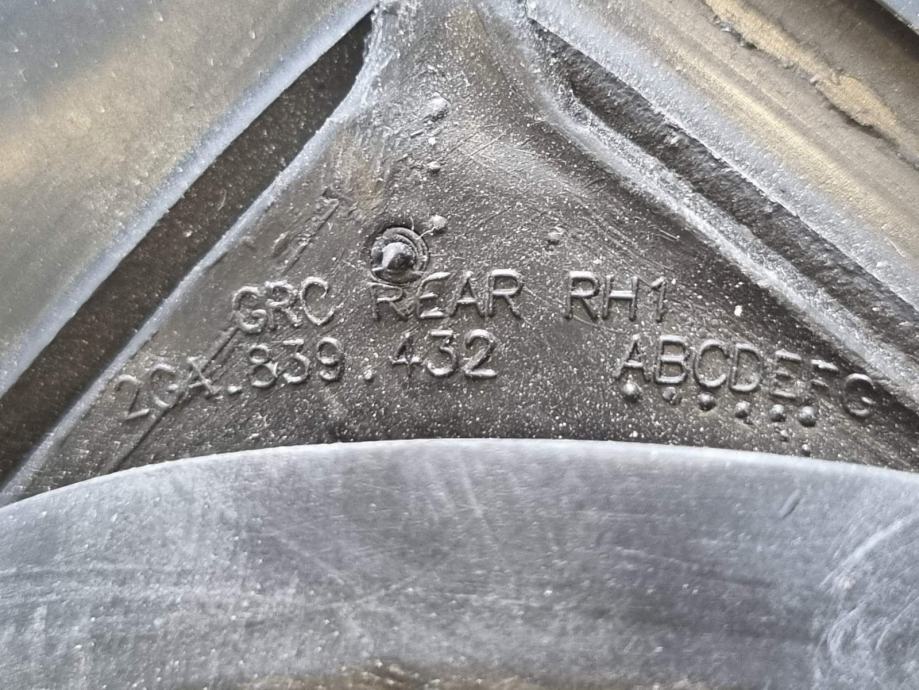 GRC REAR RH1
2GA.839.432 ABCDEFG